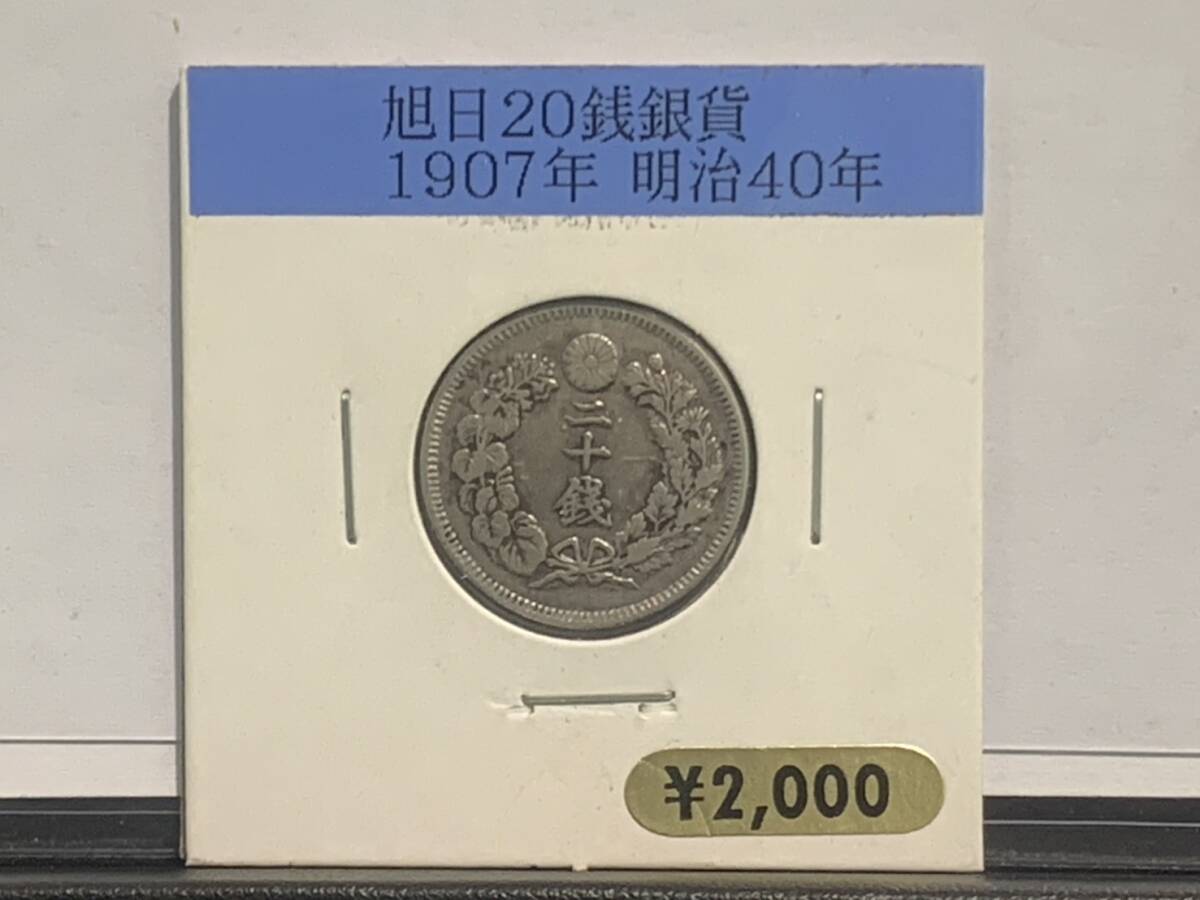 旭日20銭銀貨
1907年 明治40年
二十錢
¥2,000